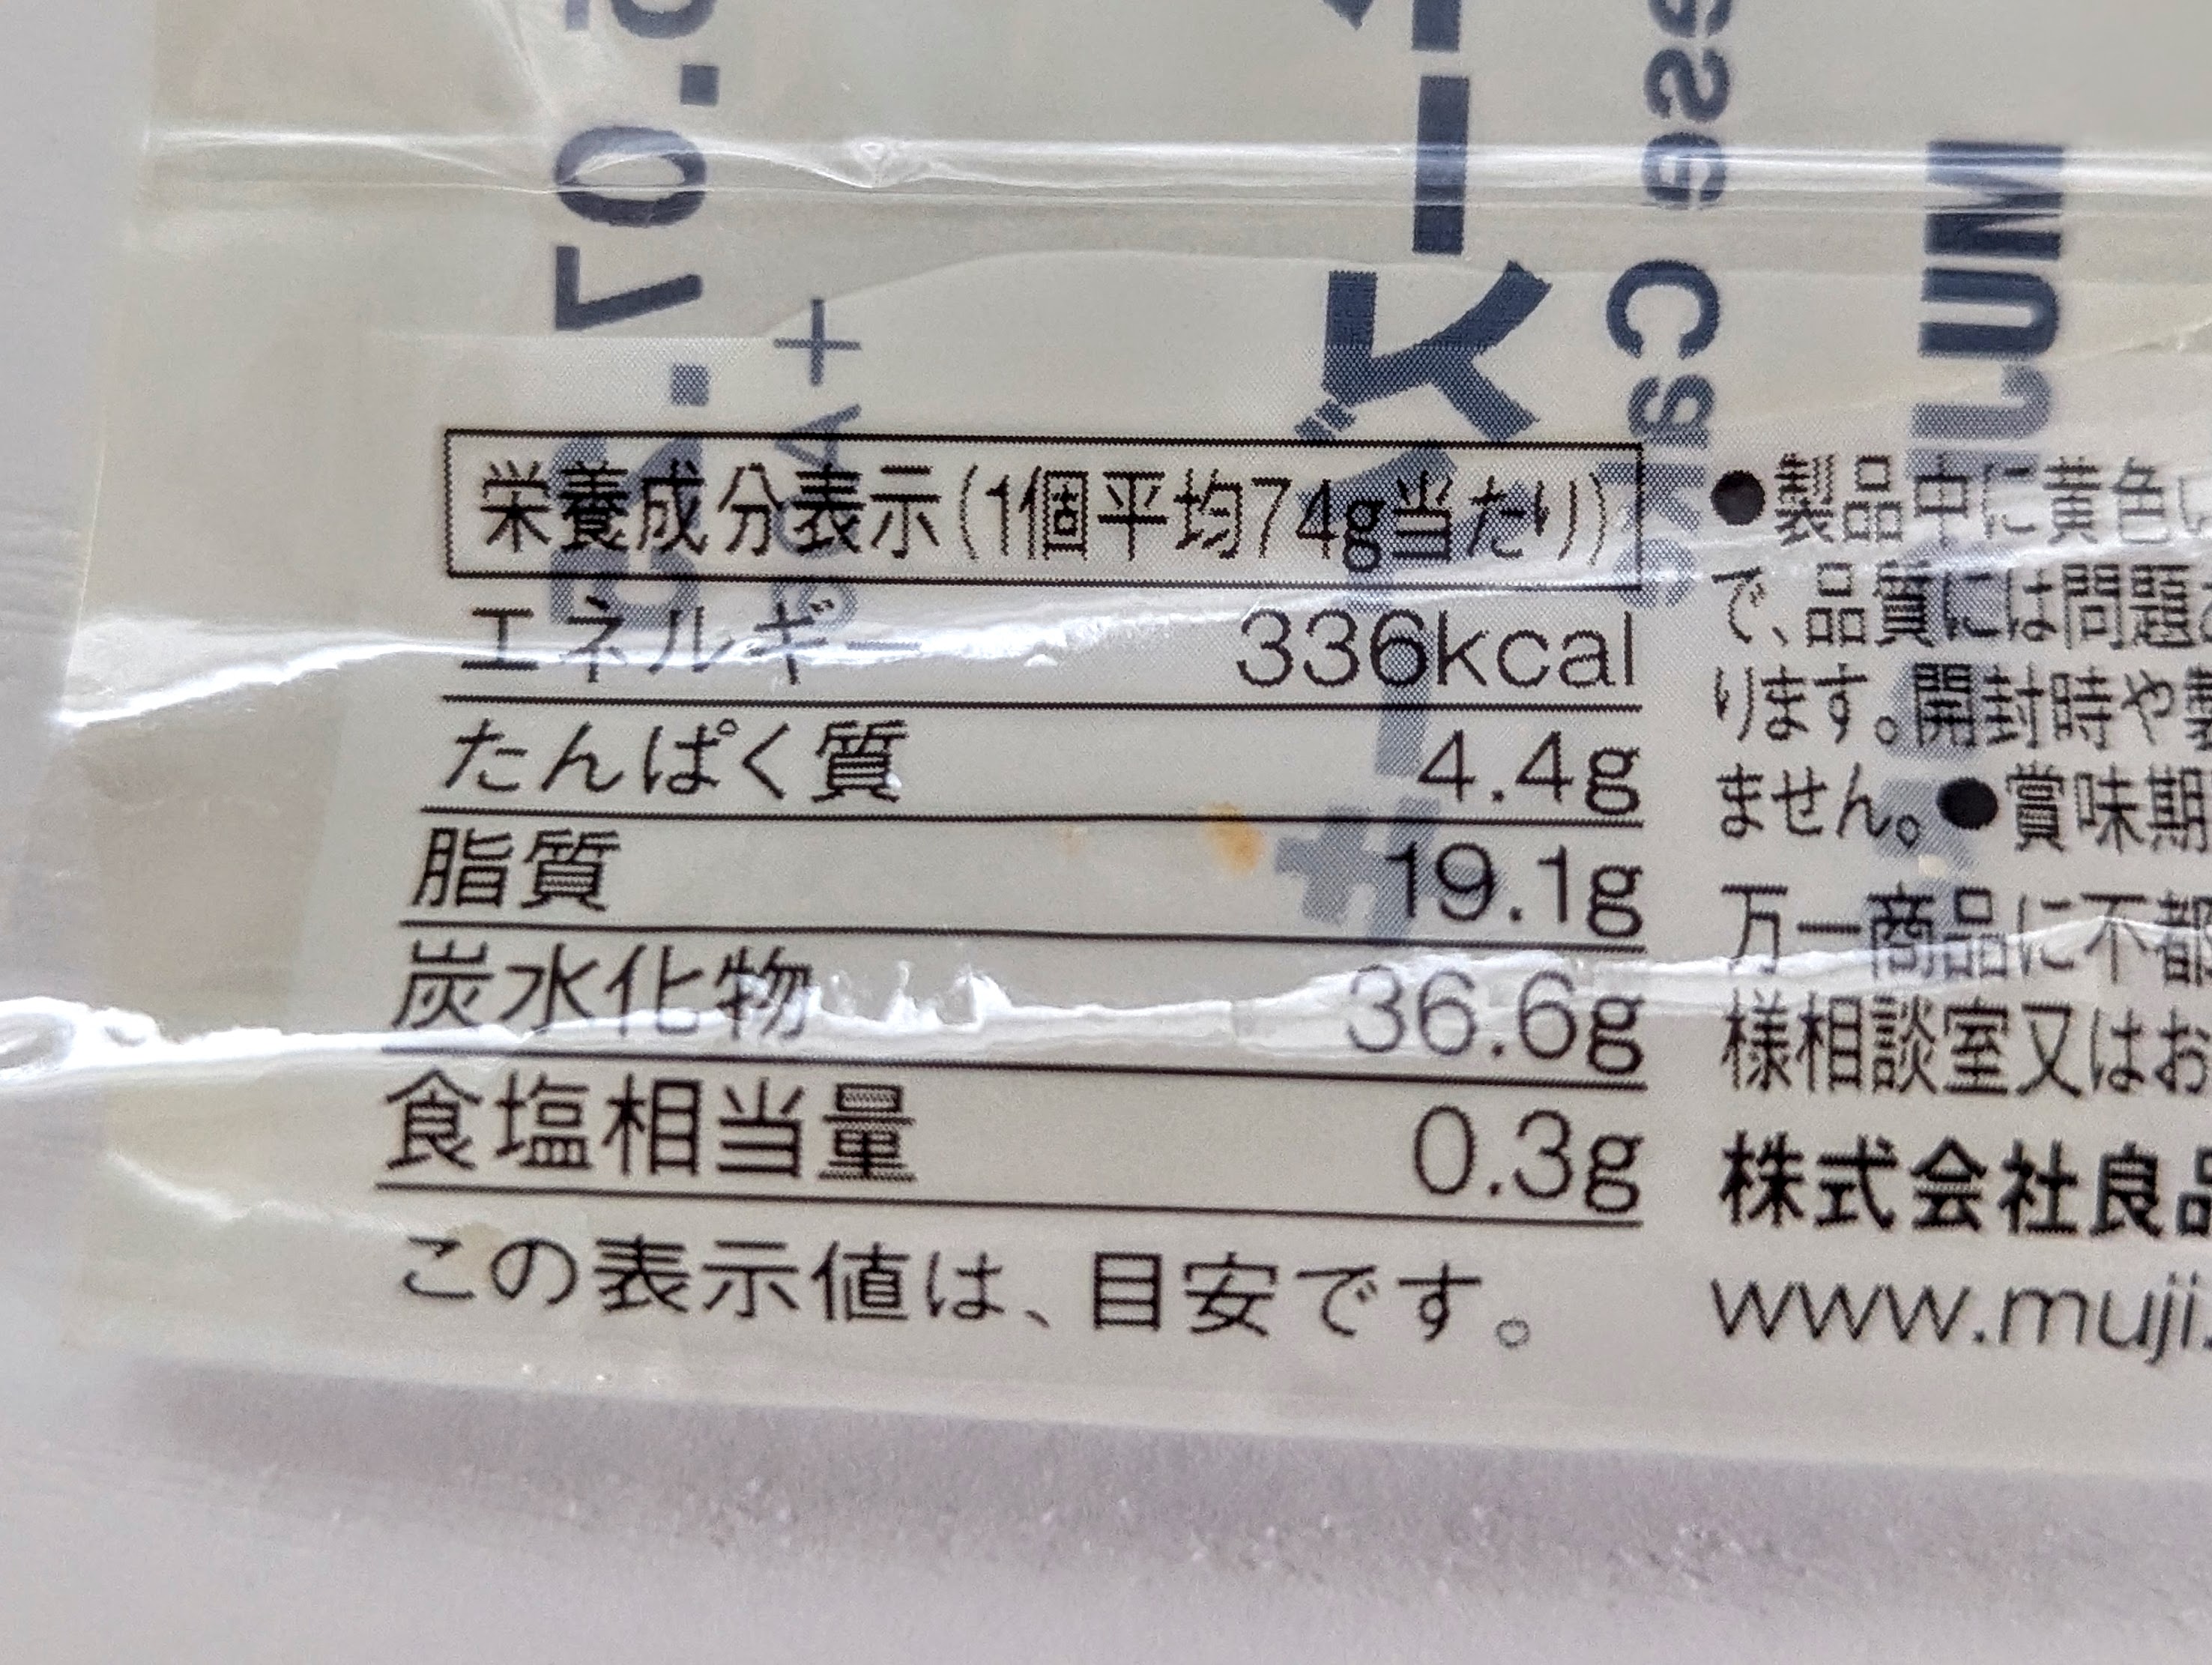 栄養成分表示(1個平均74g当たり)
エネルギー 336kcal
たんぱく質 4.4g
脂質 19.1g
炭水化物 36.6g
食塩相当量 0.3g
この表示値は、目安です。
●製品中に黄色い
で、品質には問題
ります。開封時や製
ません。●賞味期
万一商品に不都
様相談室又はお
株式会社良品
www.muji.